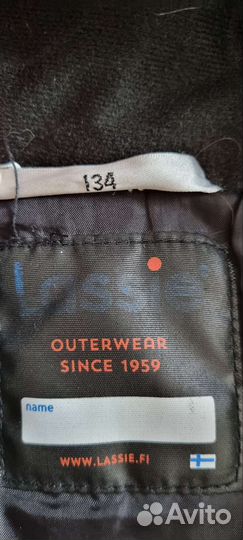 134
Lassie
OUTERWEAR
SINCE 1959
name
WWW.LASSIE.FI
Avito